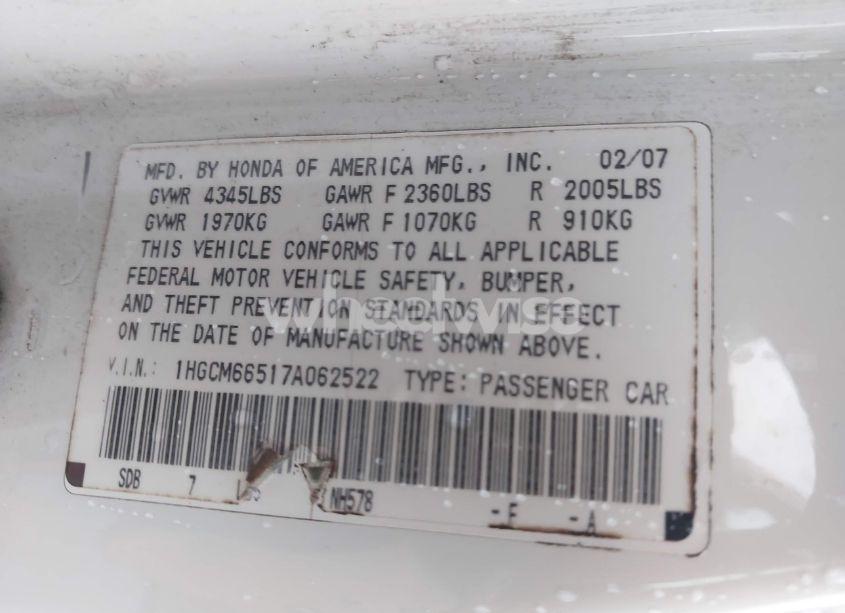 MFD. BY HONDA OF AMERICA MFG., INC. 02/07
GVWR 4345LBS GAWR F 2360LBS R 2005LBS
GVWR 1970KG GAWR F 1070KG R 910KG
THIS VEHICLE CONFORMS TO ALL APPLICABLE
FEDERAL MOTOR VEHICLE SAFETY, BUMPER,
AND THEFT PREVENTION STANDARDS IN EFFECT
wheelwise
ON THE DATE OF MANUFACTURE SHOWN ABOVE.
V.I.N.: 1HGCM66517A062522 TYPE: PASSENGER CAR
SDB 7 NH578 -F -A